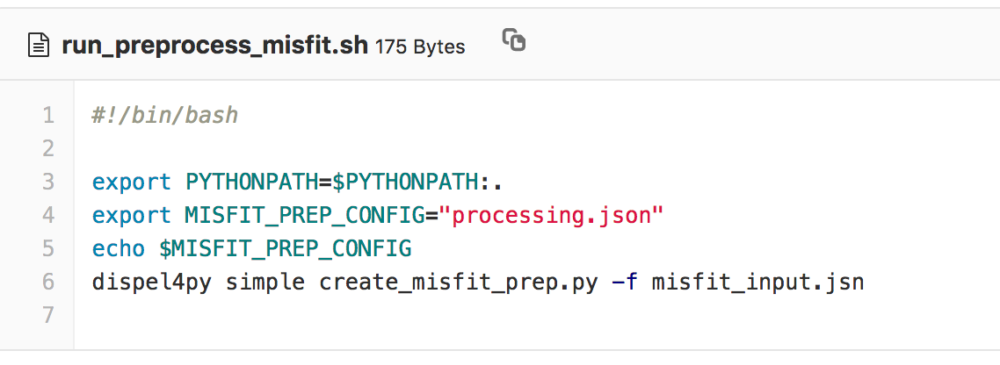 run_preprocess_misfit.sh 175 Bytes
1 #!/bin/bash
2
3 export PYTHONPATH=$PYTHONPATH:.
4 export MISFIT_PREP_CONFIG="processing.json"
5 echo $MISFIT_PREP_CONFIG
6 dispel4py simple create_misfit_prep.py -f misfit_input.jsn
7